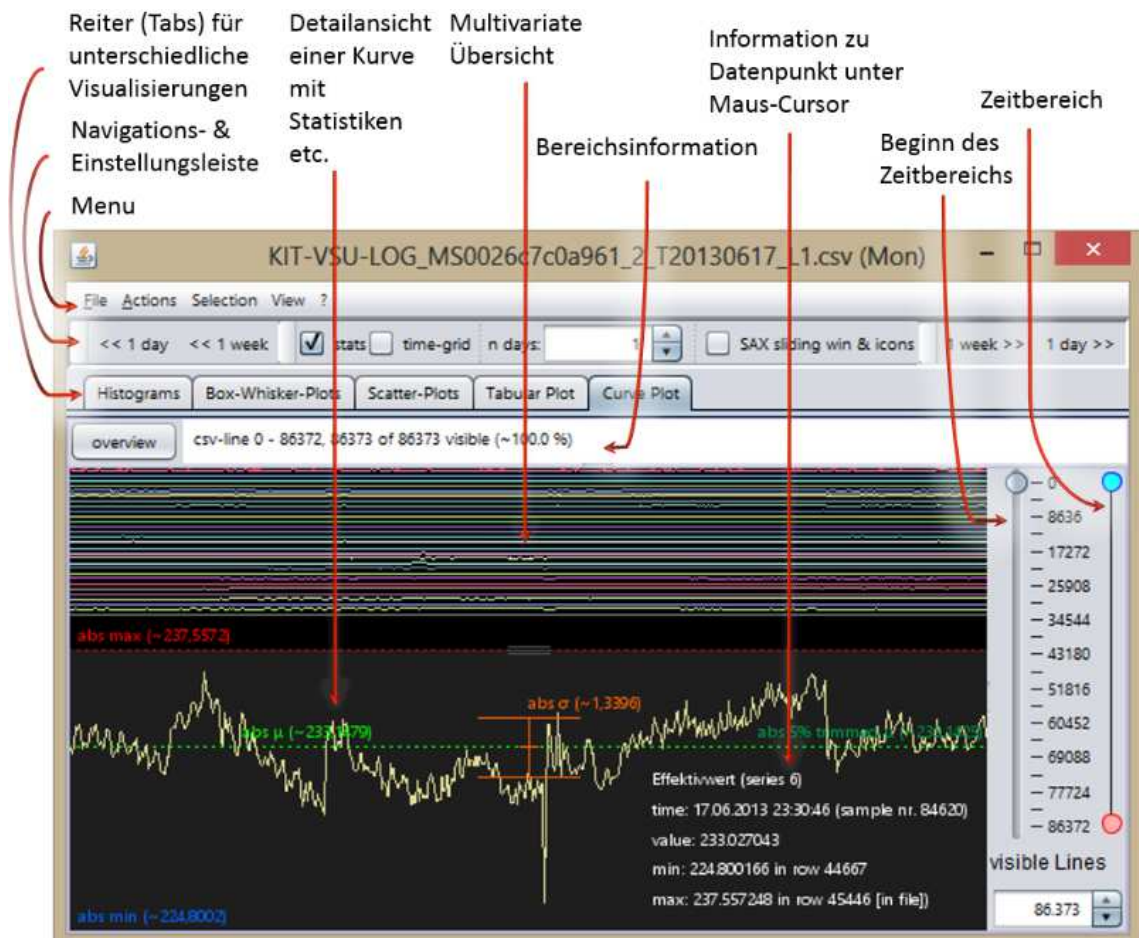 Reiter (Tabs) für
unterschiedliche
Visualisierungen
Navigations- &
Einstellungsleiste
Menu
Detailansicht
einer Kurve
mit
Statistiken
etc.
Multivariate
Übersicht
Bereichsinformation
Information zu
Datenpunkt unter
Maus-Cursor
Beginn des
Zeitbereichs
Zeitbereich
KIT-VSU-LOG_MS0026c7c0a961_2_T20130617_L1.csv (Mon)
File Actions Selection View ?
<< 1 day << 1 week stats time-grid n days: 1 SAX sliding win & icons 1 week >> 1 day >>
Histograms Box-Whisker-Plots Scatter-Plots Tabular Plot Curve Plot
overview csv-line 0 - 86372, 86373 of 86373 visible (~100.0 %)
abs max (~237,5572)
abs σ (~1,3396)
abs μ (~233,1479)
abs 5% trimmed
Effektivwert (series 6)
time: 17.06.2013 23:30:46 (sample nr. 84620)
value: 233.027043
min: 224.800166 in row 44667
max: 237.557248 in row 45446 [in file])
abs min (~224,8002)
0
8636
17272
25908
34544
43180
51816
60452
69088
77724
86372
visible Lines
86.373